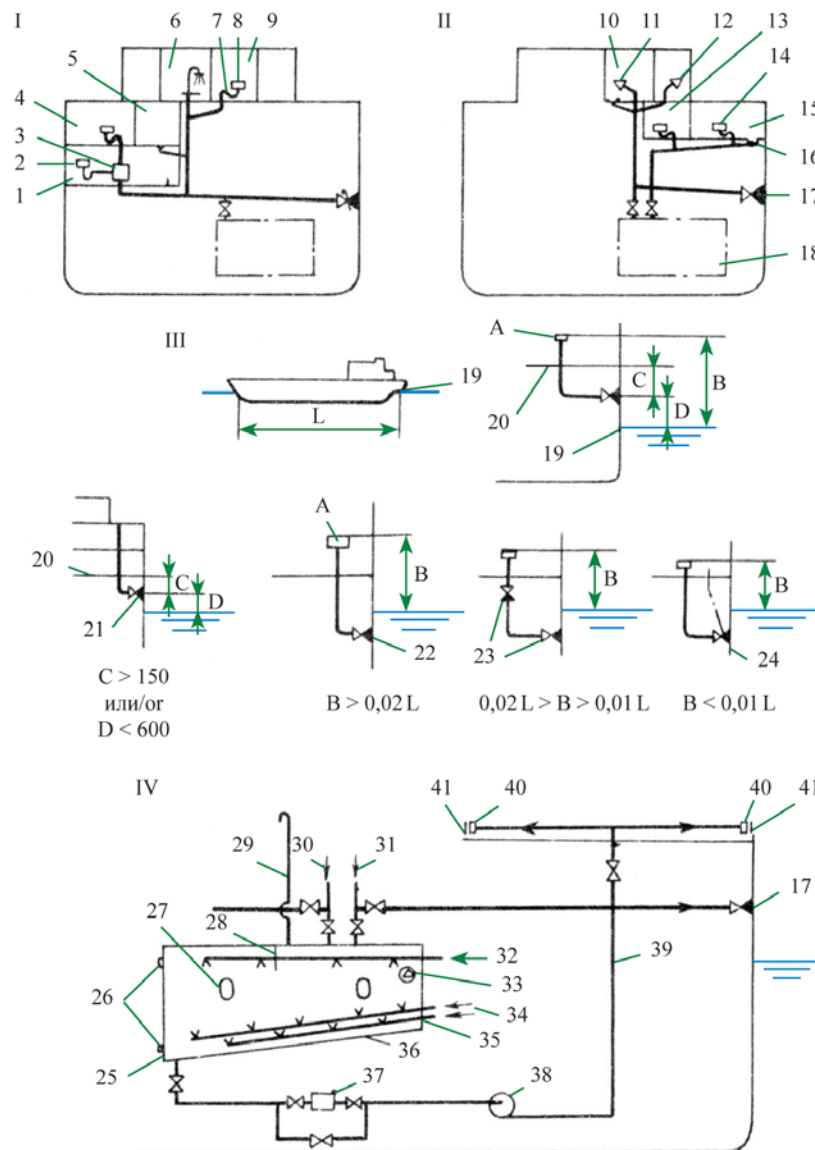 I
6
7
8
9
5
4
3
2
1
II
10
11
12
13
14
15
16
17
18
III
19
L
A
B
C
D
20
19
20
C
D
21
C > 150
или/or
D < 600
A
B
22
B > 0,02 L
B
23
0,02 L > B > 0,01 L
B
24
B < 0,01 L
IV
41
40
40
41
29
30
31
17
27
28
32
33
26
39
34
35
36
25
37
38